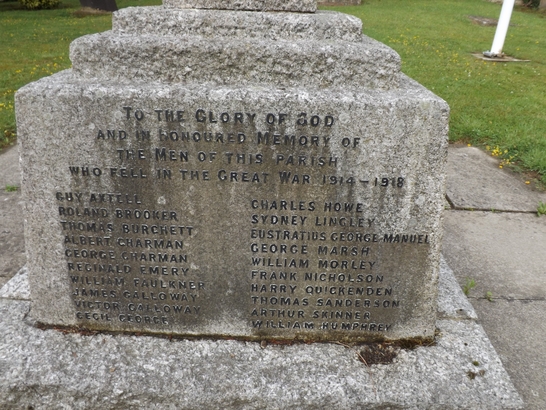 TO THE GLORY OF GOD
AND IN HONOURED MEMORY OF
THE MEN OF THIS PARISH
WHO FELL IN THE GREAT WAR 1914-1918
GUY AXTELL
ROLAND BROOKER
THOMAS BURCHETT
ALBERT CHARMAN
GEORGE CHARMAN
REGINALD EMERY
WILLIAM FAULKNER
JAMES GALLOWAY
VICTOR GALLOWAY
CECIL GEORGE
CHARLES HOWE
SYDNEY LINGLEY
EUSTRATIUS GEORGE-MANUEL
GEORGE MARSH
WILLIAM MORLEY
FRANK NICHOLSON
HARRY QUICKENDEN
THOMAS SANDERSON
ARTHUR SKINNER
WILLIAM HUMPHREY